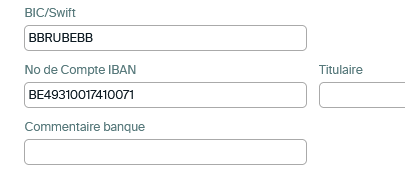 BIC/Swift
BBRUBEBB
No de Compte IBAN Titulaire
BE49310017410071
Commentaire banque